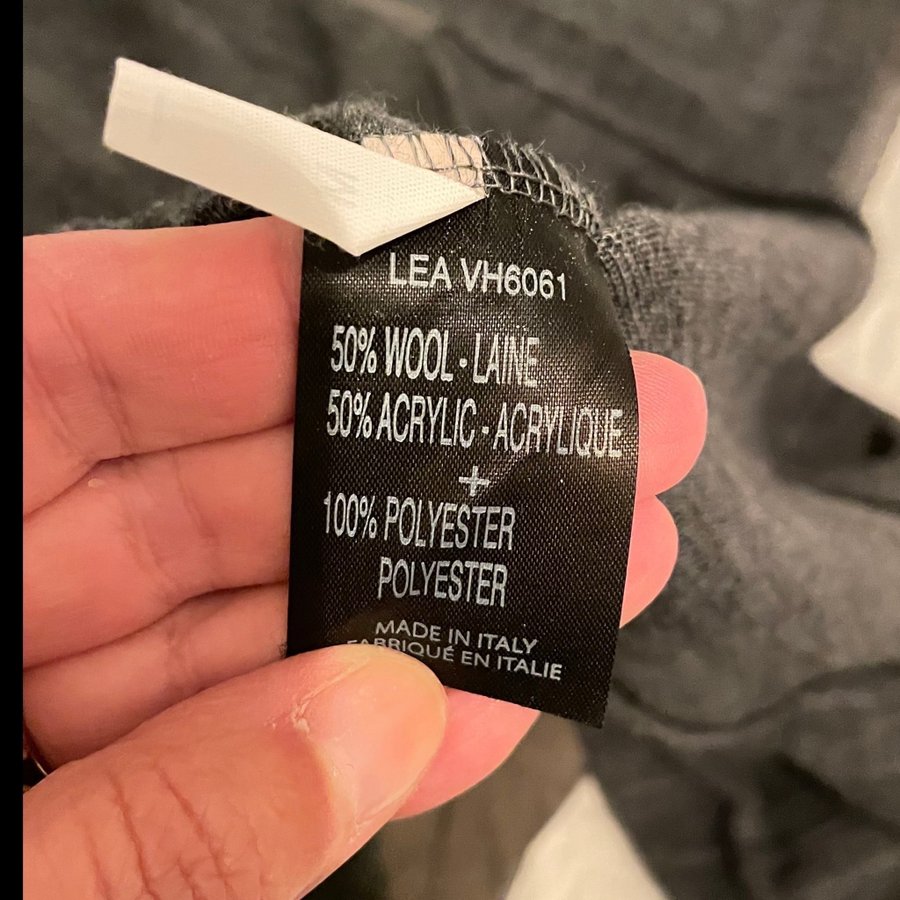 LEA VH6061
50% WOOL - LAINE
50% ACRYLIC - ACRYLIQUE
+
100% POLYESTER
POLYESTER
MADE IN ITALY
FABRIQUÉ EN ITALIE